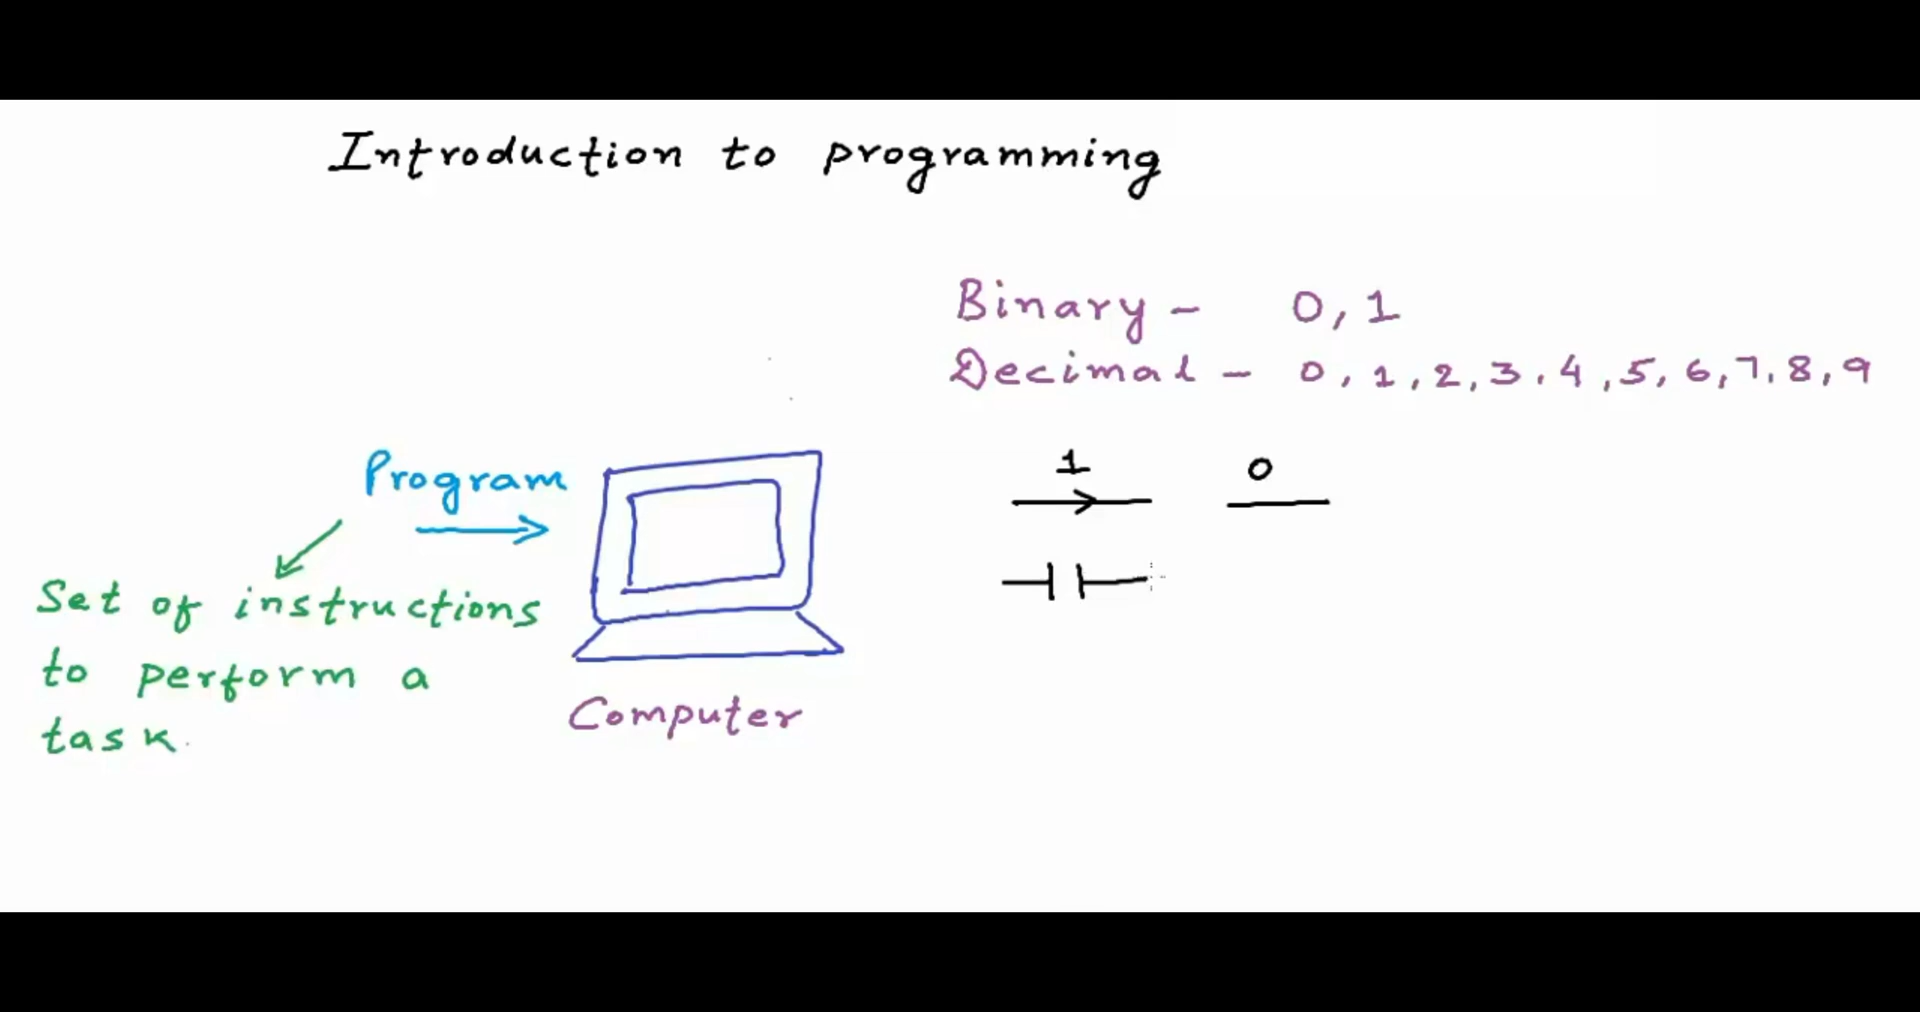 Introduction to programming
Binary - 0, 1
Decimal - 0, 1, 2, 3, 4, 5, 6, 7, 8, 9
1 0
Program
Set of instructions
to perform a
task.
Computer